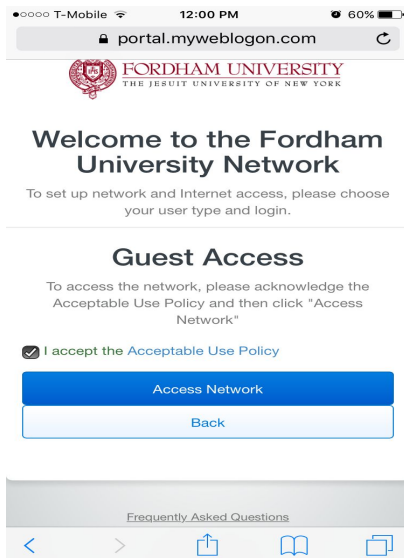 T-Mobile 12:00 PM 60%
portal.myweblogon.com
FORDHAM UNIVERSITY
THE JESUIT UNIVERSITY OF NEW YORK
Welcome to the Fordham
University Network
To set up network and Internet access, please choose
your user type and login.
Guest Access
To access the network, please acknowledge the
Acceptable Use Policy and then click "Access
Network"
I accept the Acceptable Use Policy
Access Network
Back
Frequently Asked Questions